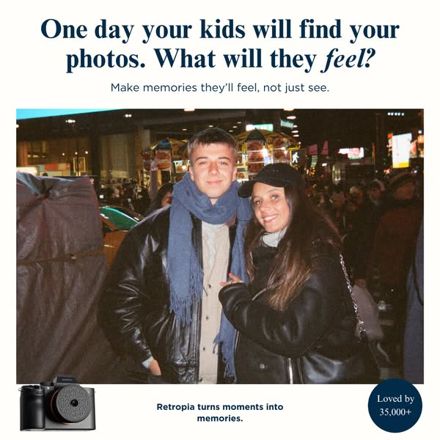 One day your kids will find your
photos. What will they feel?
Make memories they'll feel, not just see.
Retropia turns moments into
memories.
Loved by
35,000+